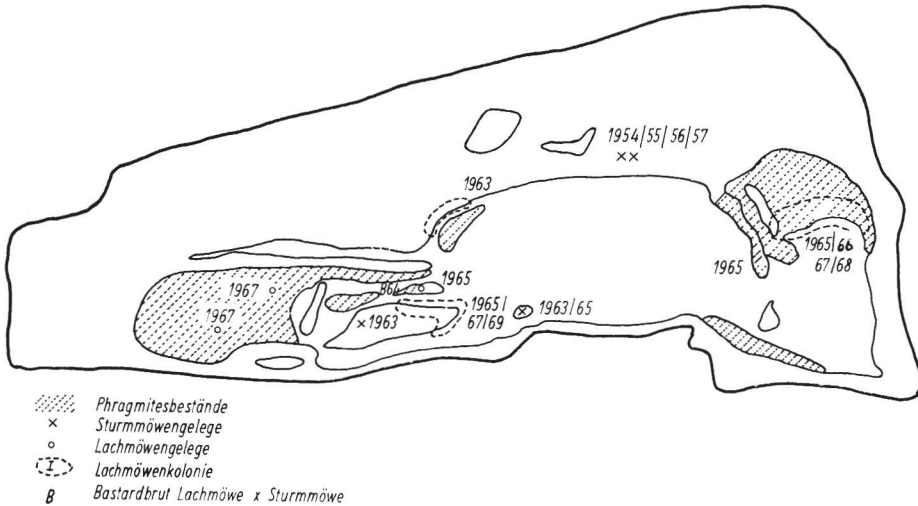 1954/55/56/57
××
1963
1965
1965/66
67/68
1967
1967
B64
1965
1965/
67/69
×1963
1963/65
Phragmitesbestände
× Sturmmöwengelege
○ Lachmöwengelege
I Lachmöwenkolonie
B Bastardbrut Lachmöwe x Sturmmöwe